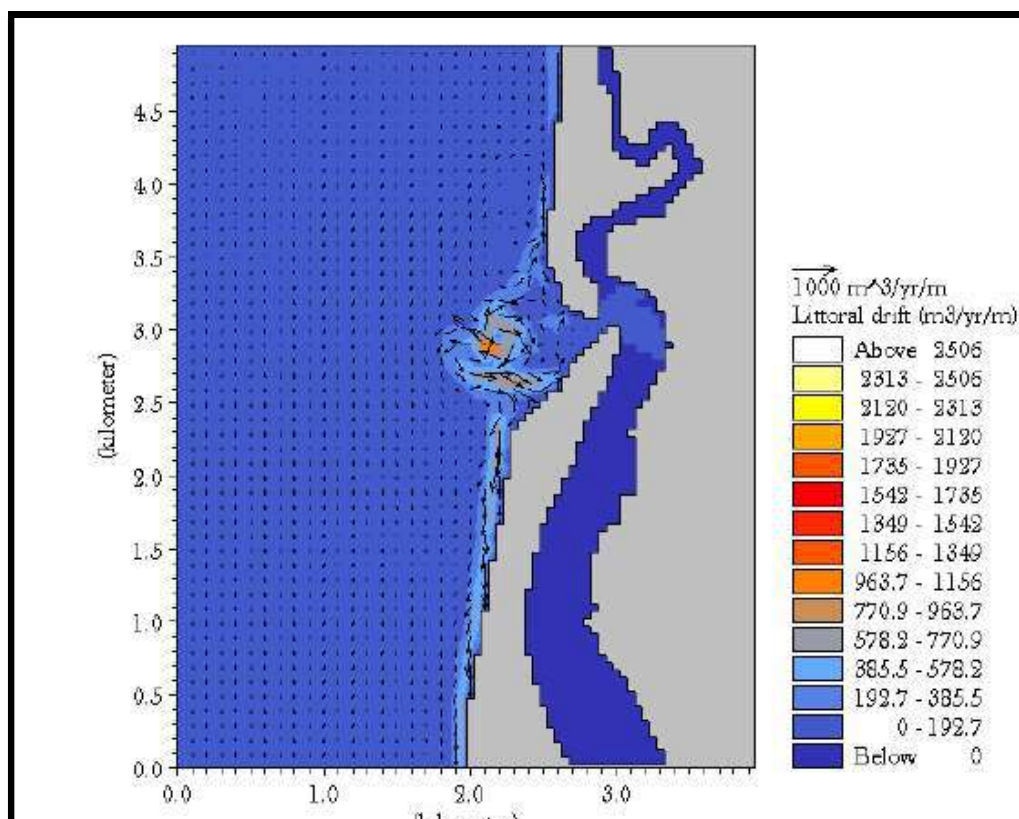 4.5
4.0
3.5
3.0
2.5
2.0
1.5
1.0
0.5
0.0
(kilometer)
0.0 1.0 2.0 3.0
(kilometer)
1000 m^3/yr/m
Littoral drift (m3/yr/m)
Above 2506
2313 - 2506
2120 - 2313
1927 - 2120
1735 - 1927
1542 - 1735
1349 - 1542
1156 - 1349
963.7 - 1156
770.9 - 963.7
578.2 - 770.9
385.5 - 578.2
192.7 - 385.5
0 - 192.7
Below 0